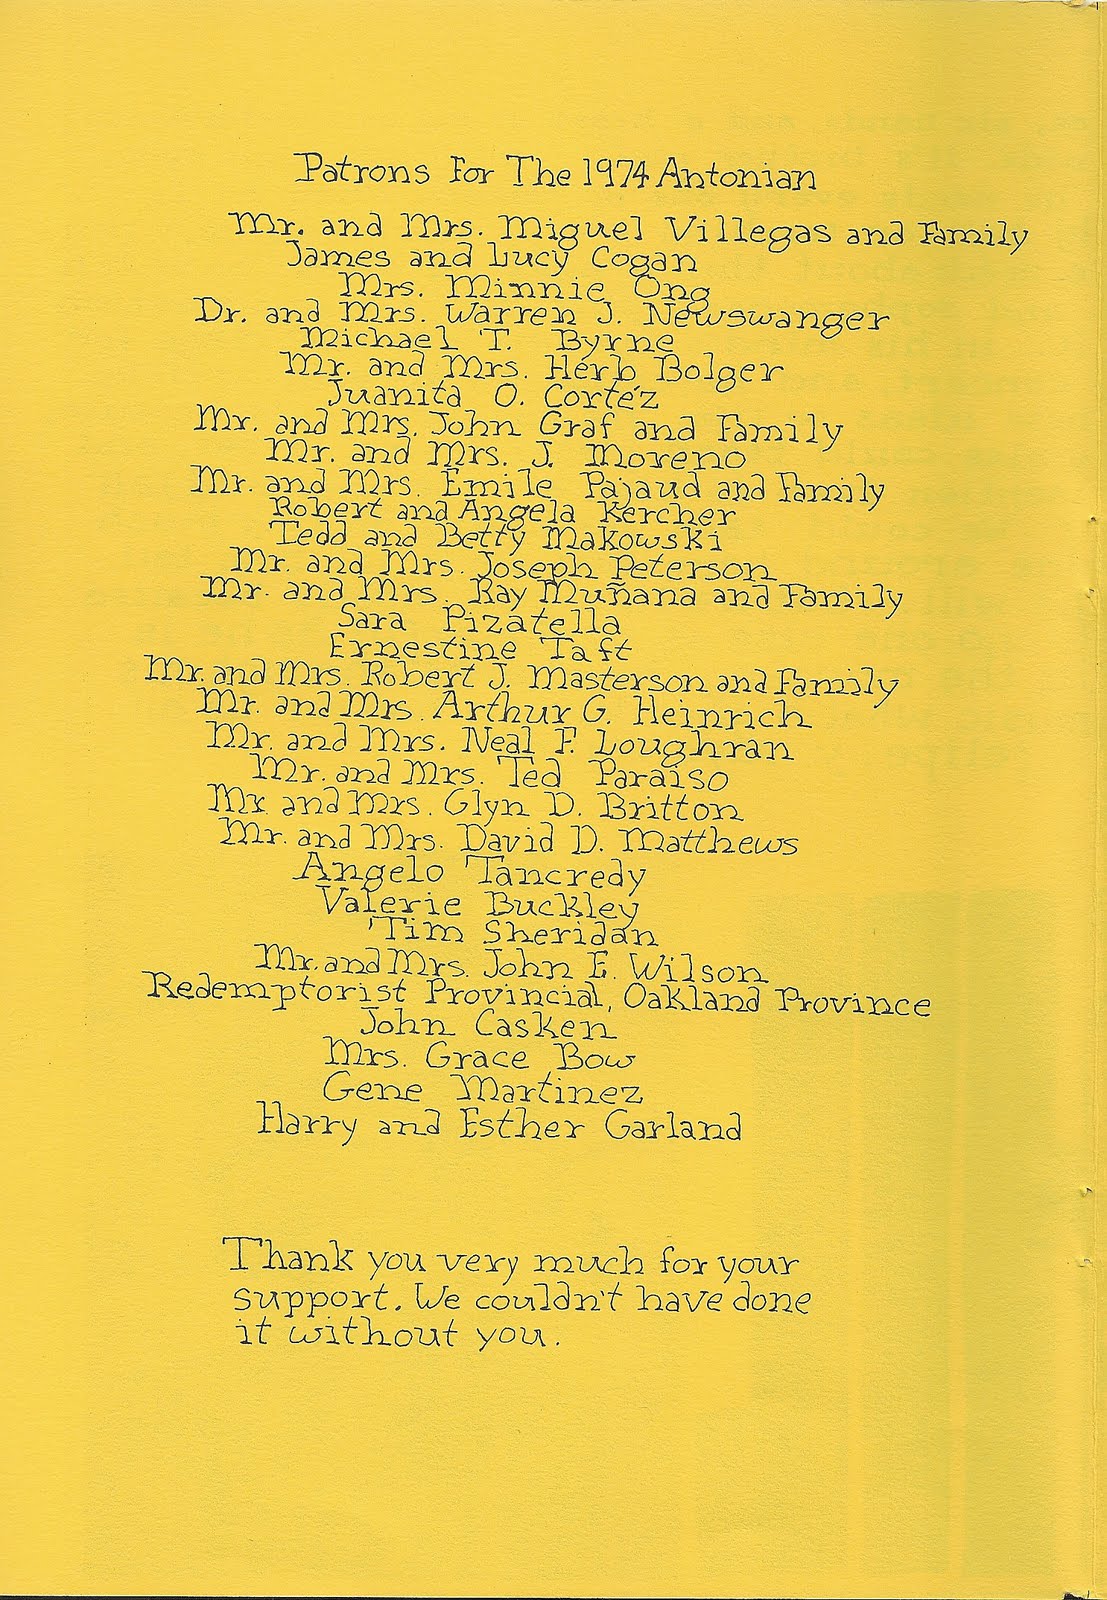 Patrons For The 1974 Antonian
Mr. and Mrs. Miguel Villegas and Family
James and Lucy Cogan
Mrs. Minnie Ong
Dr. and Mrs. Warren J. Newswanger
Michael T. Byrne
Mr. and Mrs. Herb Bolger
Juanita O. Cortéz
Mr. and Mrs. John Graf and Family
Mr. and Mrs. J. Moreno
Mr. and Mrs. Emile Pajaud and Family
Robert and Angela Kercher
Tedd and Betty Makowski
Mr. and Mrs. Joseph Peterson
Mr. and Mrs. Ray Muñana and Family
Sara Pizatella
Ernestine Taft
Mr. and Mrs. Robert J. Masterson and Family
Mr. and Mrs. Arthur G. Heinrich
Mr. and Mrs. Neal F. Loughran
Mr. and Mrs. Ted Paraiso
Mr. and Mrs. Glyn D. Britton
Mr. and Mrs. David D. Matthews
Angelo Tancredy
Valerie Buckley
Tim Sheridan
Mr. and Mrs. John E. Wilson
Redemptorist Provincial, Oakland Province
John Casken
Mrs. Grace Bow
Gene Martinez
Harry and Esther Garland
Thank you very much for your
support. We couldn't have done
it without you.